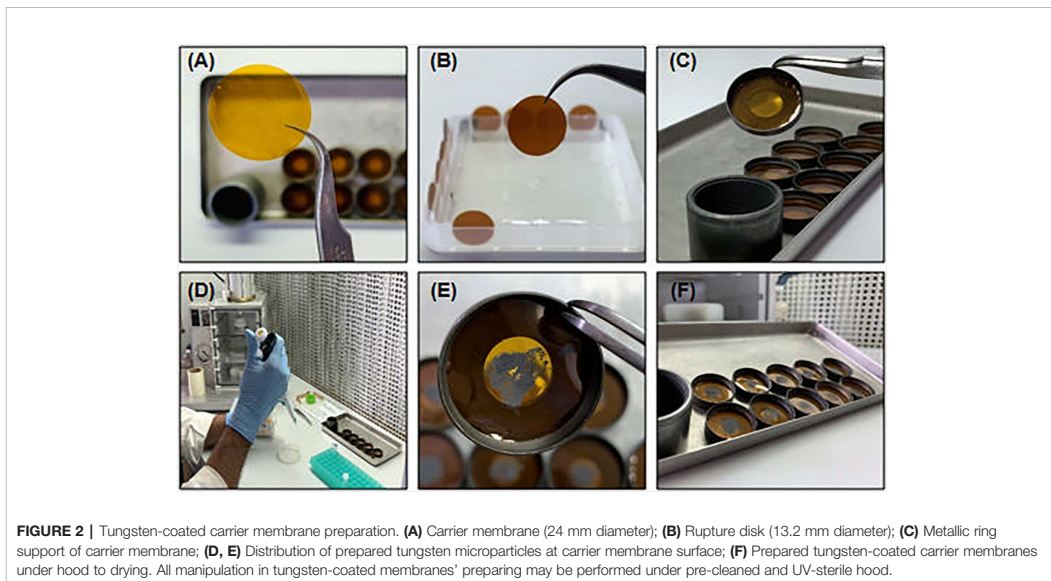 (A)
(B)
(C)
(D)
(E)
(F)
FIGURE 2 | Tungsten-coated carrier membrane preparation. (A) Carrier membrane (24 mm diameter); (B) Rupture disk (13.2 mm diameter); (C) Metallic ring
support of carrier membrane; (D, E) Distribution of prepared tungsten microparticles at carrier membrane surface; (F) Prepared tungsten-coated carrier membranes
under hood to drying. All manipulation in tungsten-coated membranes' preparing may be performed under pre-cleaned and UV-sterile hood.